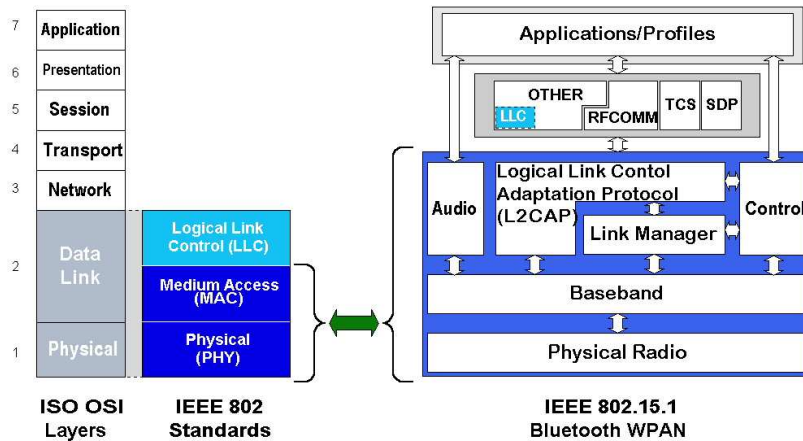 7
Application
6
Presentation
5
Session
4
Transport
3
Network
2
Data
Link
1
Physical
ISO OSI
Layers
Logical Link
Control (LLC)
Medium Access
(MAC)
Physical
(PHY)
IEEE 802
Standards
Applications/Profiles
OTHER
LLC
RFCOMM
TCS
SDP
Audio
Logical Link Contol
Adaptation Protocol
(L2CAP)
Link Manager
Control
Baseband
Physical Radio
IEEE 802.15.1
Bluetooth WPAN